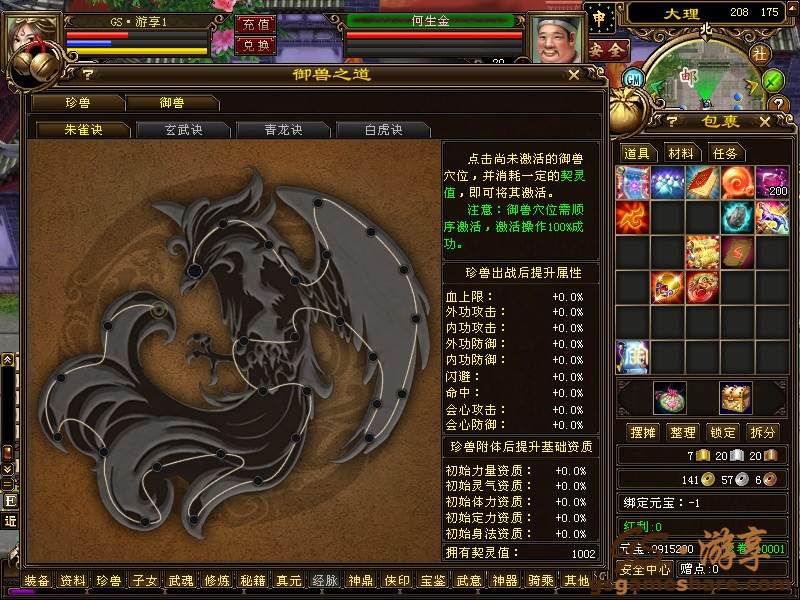 GS·游享1
充值
兑换
何生金
申
大理 208 175
安全
20
北
社
GM
邮
?
? 御兽之道 ×
珍兽 御兽
朱雀诀 玄武诀 青龙诀 白虎诀
点击尚未激活的御兽
穴位，并消耗一定的契灵
值，即可将其激活。
注意：御兽穴位需顺
序激活，激活操作100%成
功。
珍兽出战后提升属性
血上限： +0.0%
外功攻击： +0.0%
内功攻击： +0.0%
外功防御： +0.0%
内功防御： +0.0%
闪避： +0.0%
命中： +0.0%
会心攻击： +0.0%
会心防御： +0.0%
珍兽附体后提升基础资质
初始力量资质： +0.0%
初始灵气资质： +0.0%
初始体力资质： +0.0%
初始定力资质： +0.0%
初始身法资质： +0.0%
拥有契灵值： 1002
? 包裹 ×
道具 材料 任务
200
摆摊 整理 锁定 拆分
7 20 20
141 57 6
绑定元宝：-1
红利:0
安全中心 赠点:0
游享
gsgameshare.com
E
近
装备 资料 珍兽 子女 武魂 修炼 秘籍 真元 经脉 神鼎 侠印 宝鉴 武意 神器 骑乘 其他